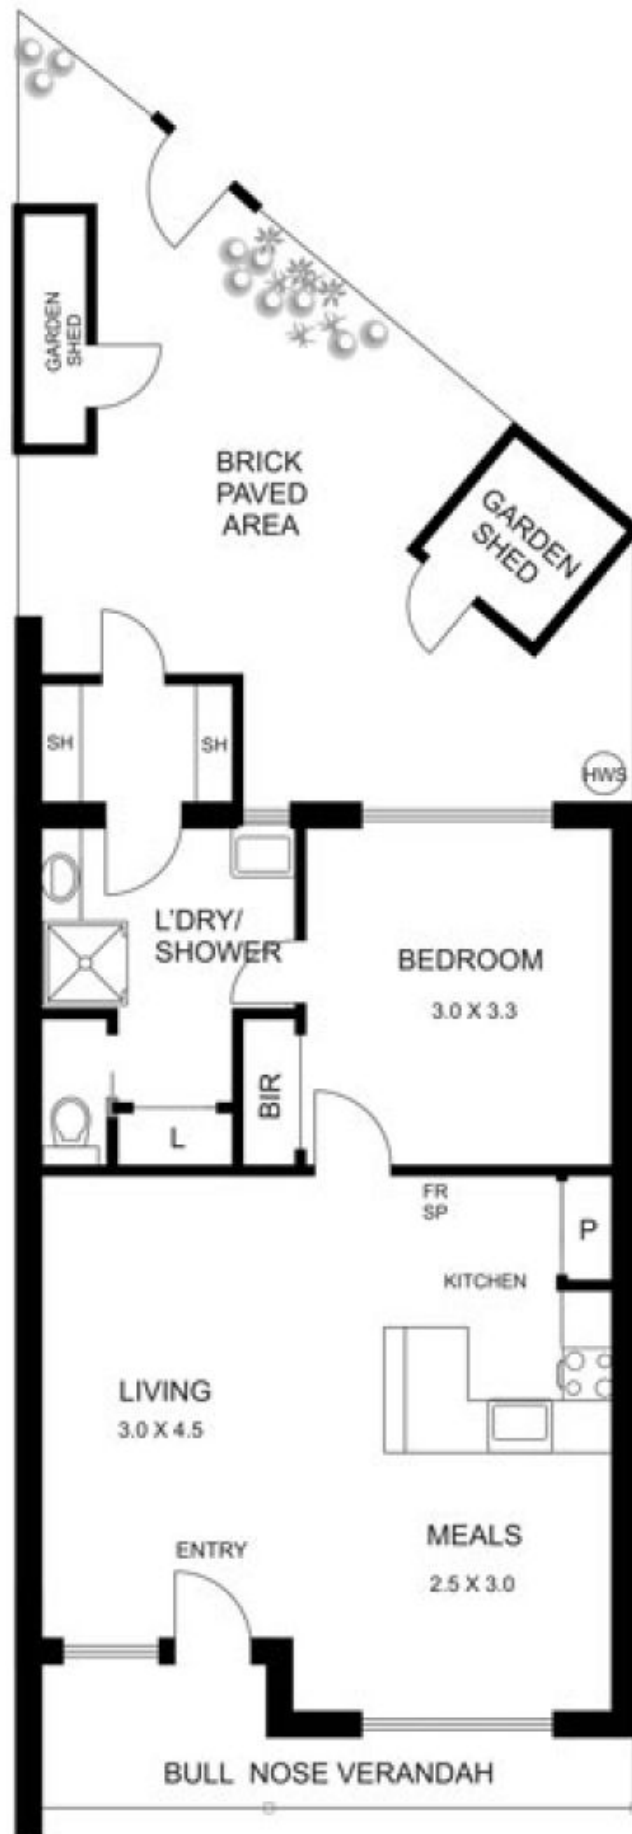 GARDEN
SHED
BRICK
PAVED
AREA
GARDEN
SHED
SH
SH
HWS
L'DRY/
SHOWER
BEDROOM
3.0 X 3.3
BIR
L
FR
SP
P
KITCHEN
LIVING
3.0 X 4.5
MEALS
2.5 X 3.0
ENTRY
BULL NOSE VERANDAH